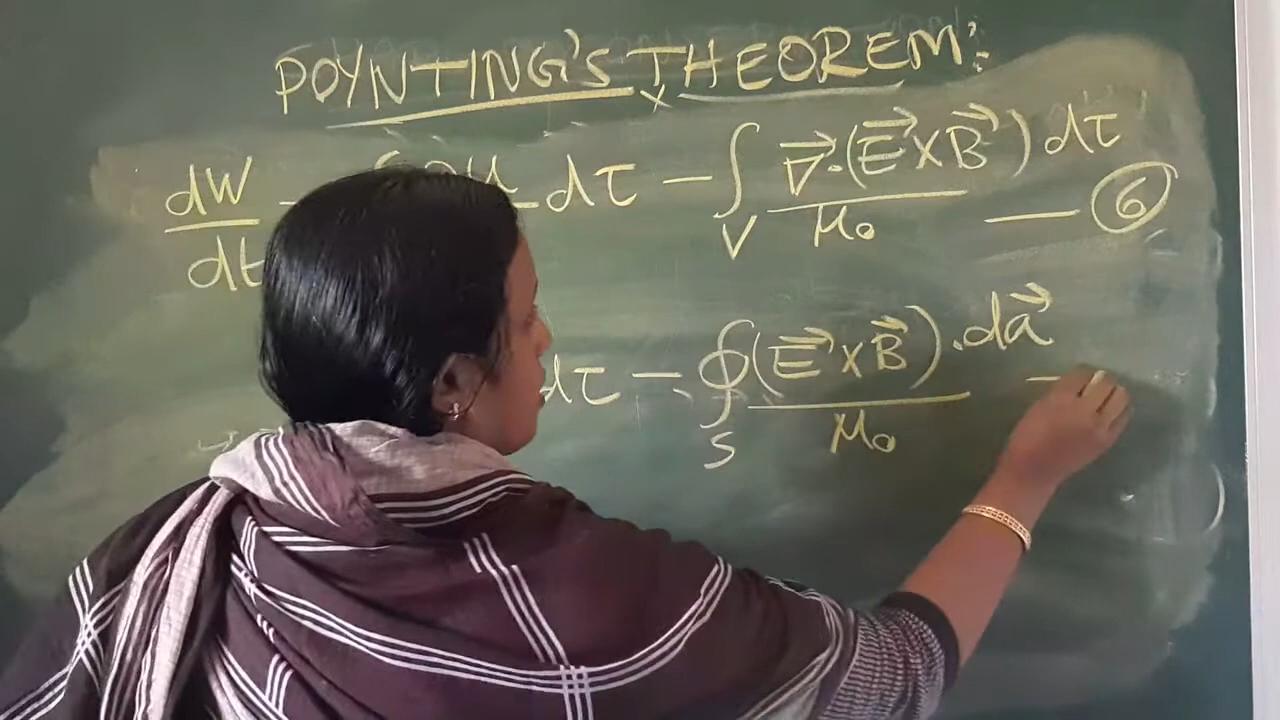 POYNTING'S THEOREM:
dW/dt – dτ – ∫_V ∇⃗·(E⃗×B⃗)/μ₀ dτ — ⑥
dτ – ∮_S (E⃗×B⃗)/μ₀ · da⃗ –